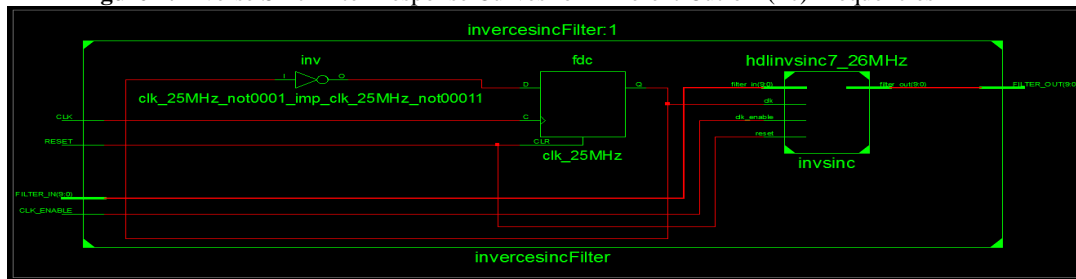 invercesincFilter:1
inv
fdc
hdlinvsinc7_26MHz
I
O
D
Q
filter_in(9:0)
filter_out(9:0)
FILTER_OUT(9:0)
clk_25MHz_not0001_imp_clk_25MHz_not00011
clk
CLK
C
clk_enable
RESET
CLR
reset
clk_25MHz
invsinc
FILTER_IN(9:0)
CLK_ENABLE
invercesincFilter